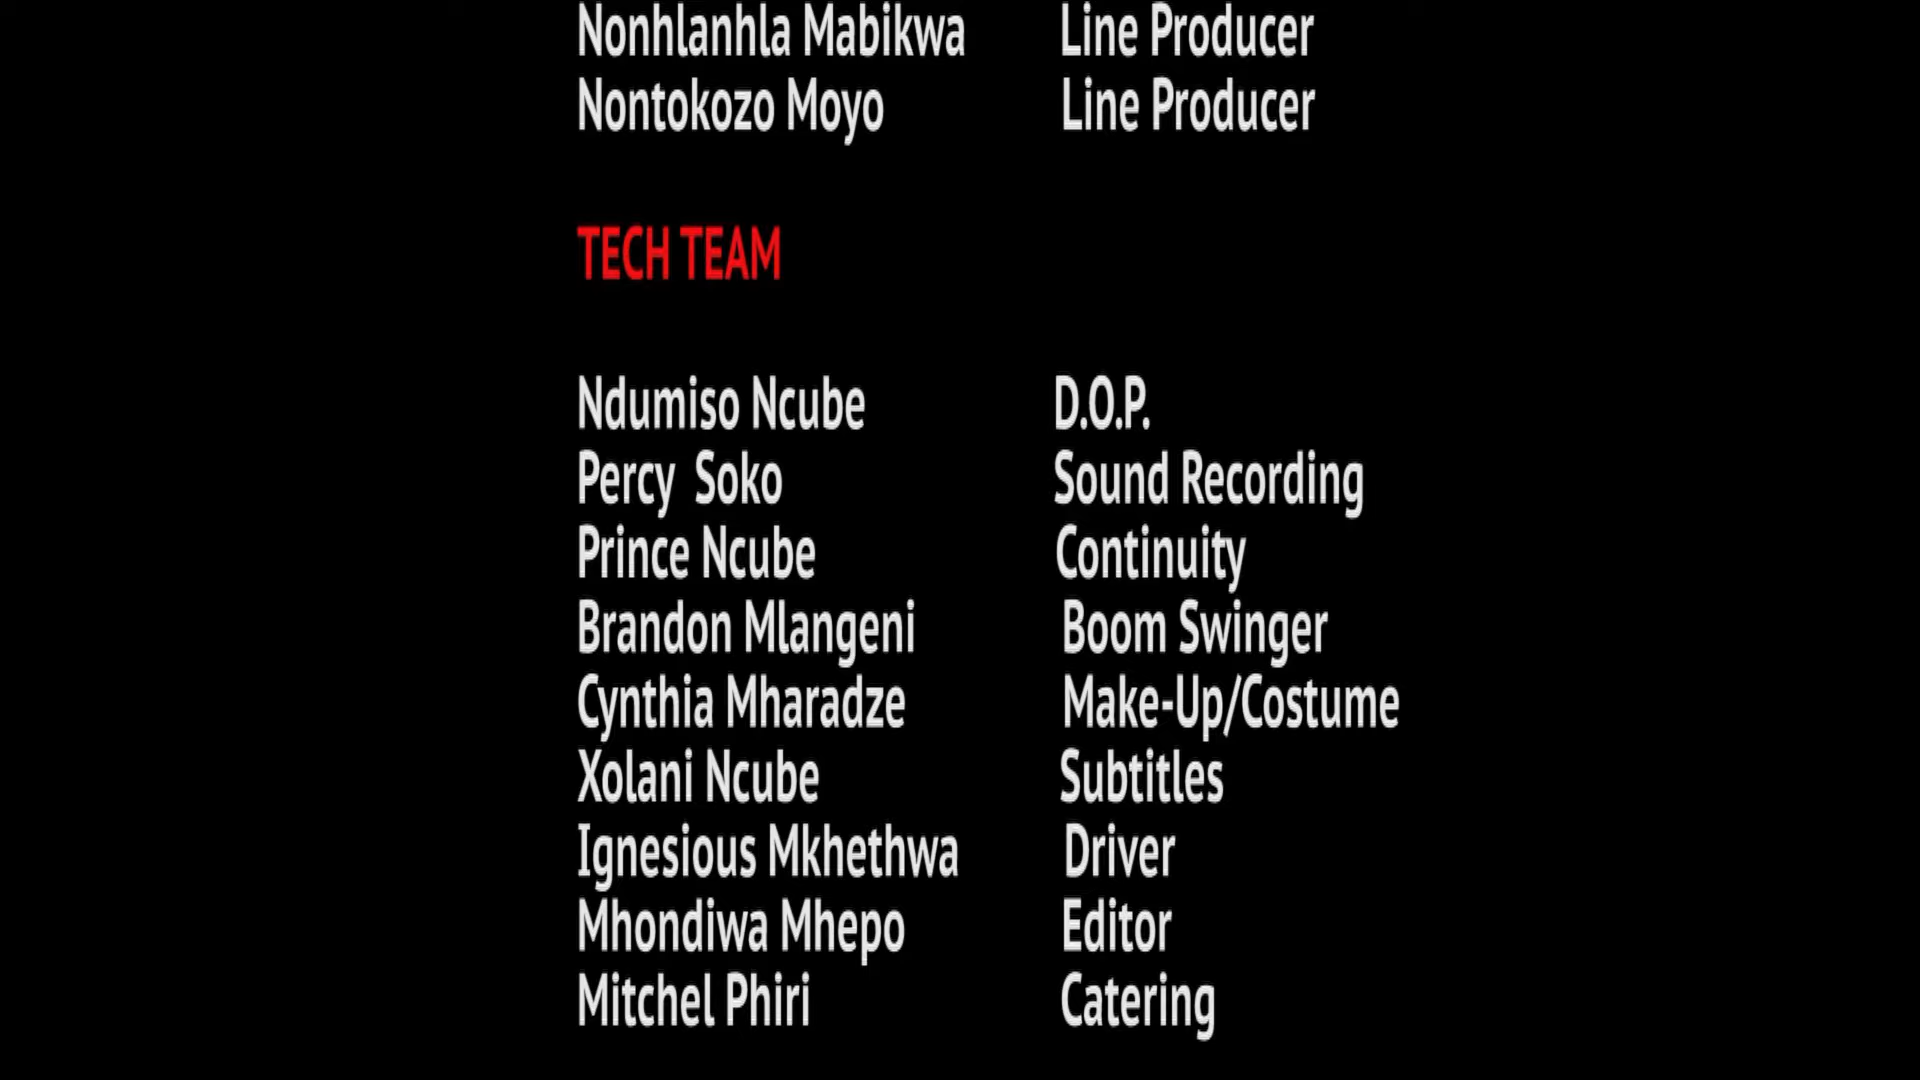 Nonhlanhla Mabikwa Line Producer
Nontokozo Moyo Line Producer
TECH TEAM
Ndumiso Ncube D.O.P.
Percy Soko Sound Recording
Prince Ncube Continuity
Brandon Mlangeni Boom Swinger
Cynthia Mharadze Make-Up/Costume
Xolani Ncube Subtitles
Ignesious Mkhethwa Driver
Mhondiwa Mhepo Editor
Mitchel Phiri Catering